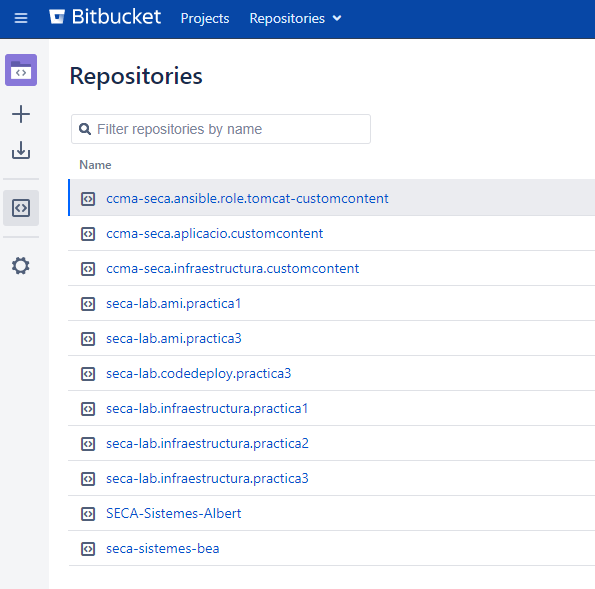 Bitbucket Projects Repositories
Repositories
Filter repositories by name
Name
ccma-seca.ansible.role.tomcat-customcontent
ccma-seca.aplicacio.customcontent
ccma-seca.infraestructura.customcontent
seca-lab.ami.practica1
seca-lab.ami.practica3
seca-lab.codedeploy.practica3
seca-lab.infraestructura.practica1
seca-lab.infraestructura.practica2
seca-lab.infraestructura.practica3
SECA-Sistemes-Albert
seca-sistemes-bea